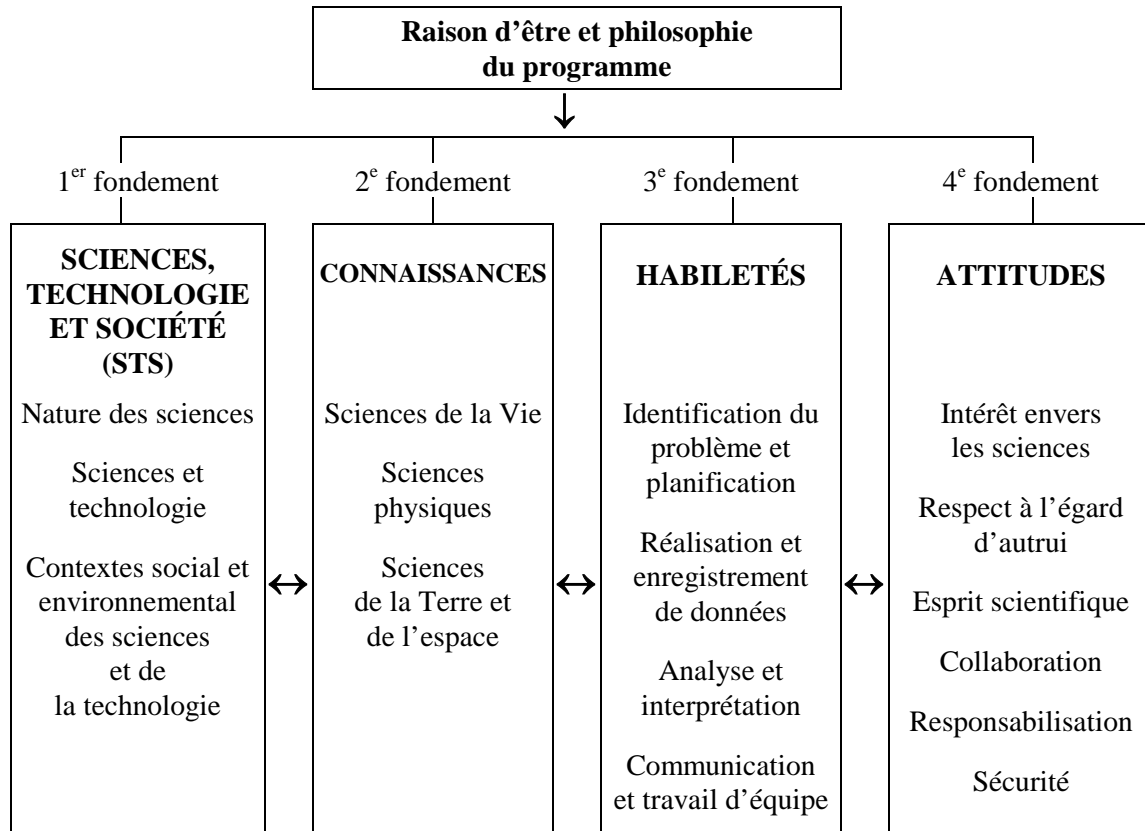 Raison d’être et philosophie
du programme
1er fondement
2e fondement
3e fondement
4e fondement
SCIENCES,
TECHNOLOGIE
ET SOCIÉTÉ
(STS)
Nature des sciences
Sciences et
technologie
Contextes social et
environnemental
des sciences
et de
la technologie
CONNAISSANCES
Sciences de la Vie
Sciences
physiques
Sciences
de la Terre et
de l’espace
HABILETÉS
Identification du
problème et
planification
Réalisation et
enregistrement
de données
Analyse et
interprétation
Communication
et travail d’équipe
ATTITUDES
Intérêt envers
les sciences
Respect à l’égard
d’autrui
Esprit scientifique
Collaboration
Responsabilisation
Sécurité